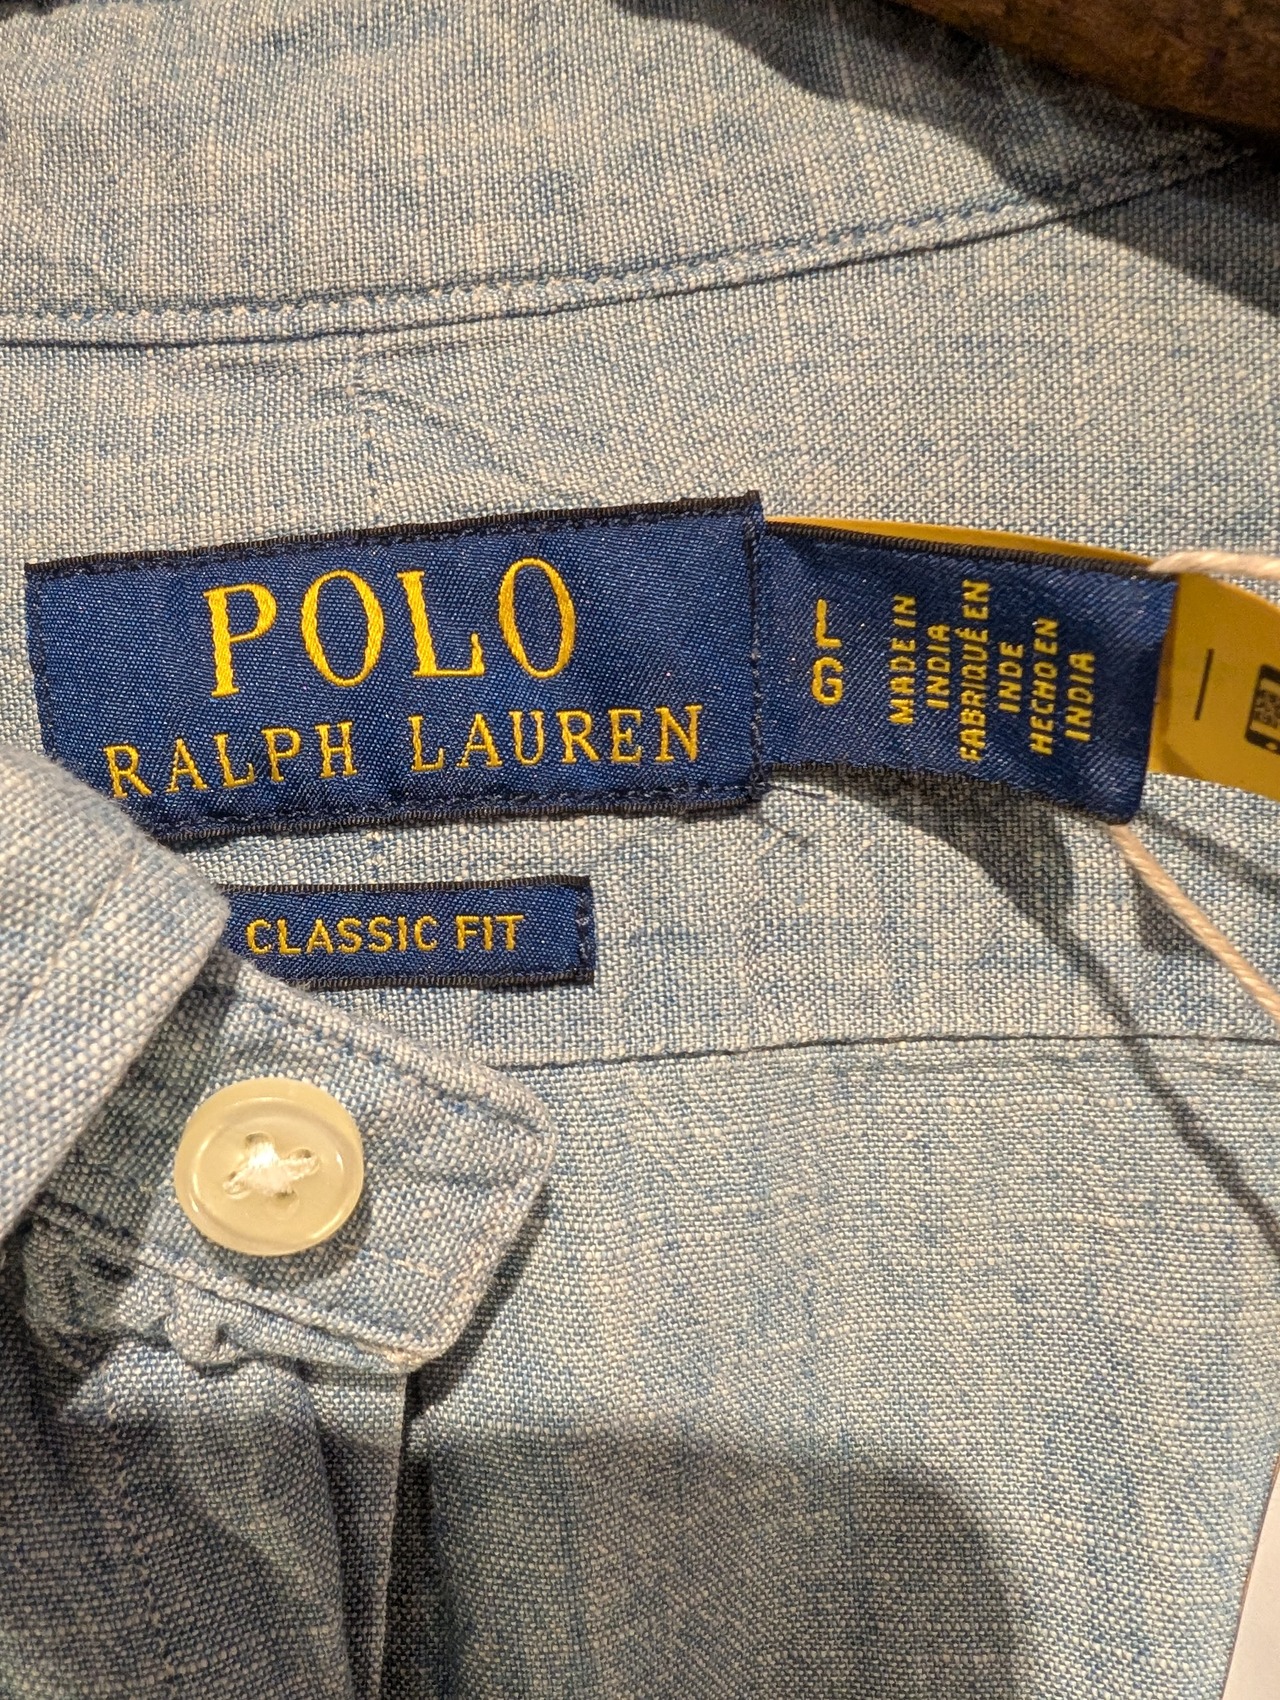 POLO
RALPH LAUREN
L
G
MADE IN
INDIA
FABRIQUÉ EN
INDE
HECHO EN
INDIA
CLASSIC FIT